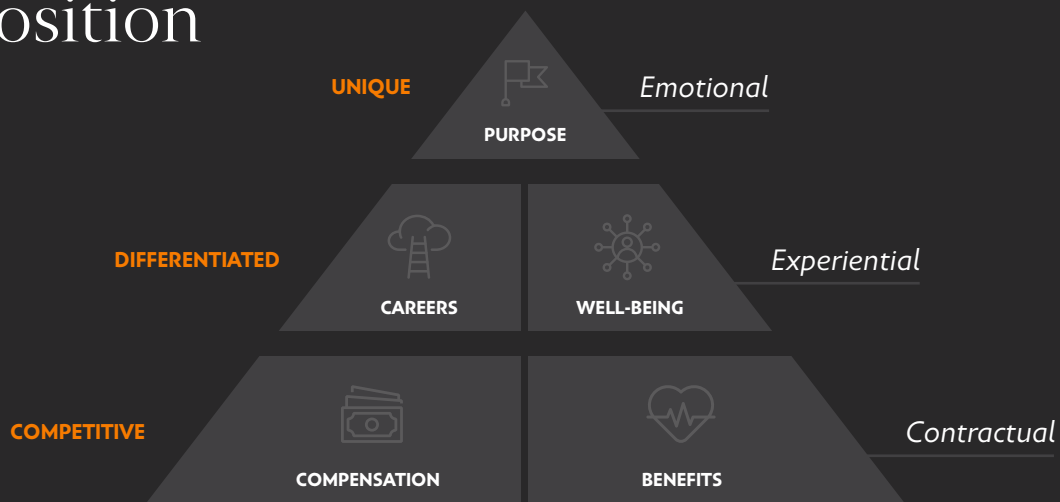 osition
UNIQUE
Emotional
PURPOSE
DIFFERENTIATED
Experiential
CAREERS
WELL-BEING
COMPETITIVE
Contractual
COMPENSATION
BENEFITS